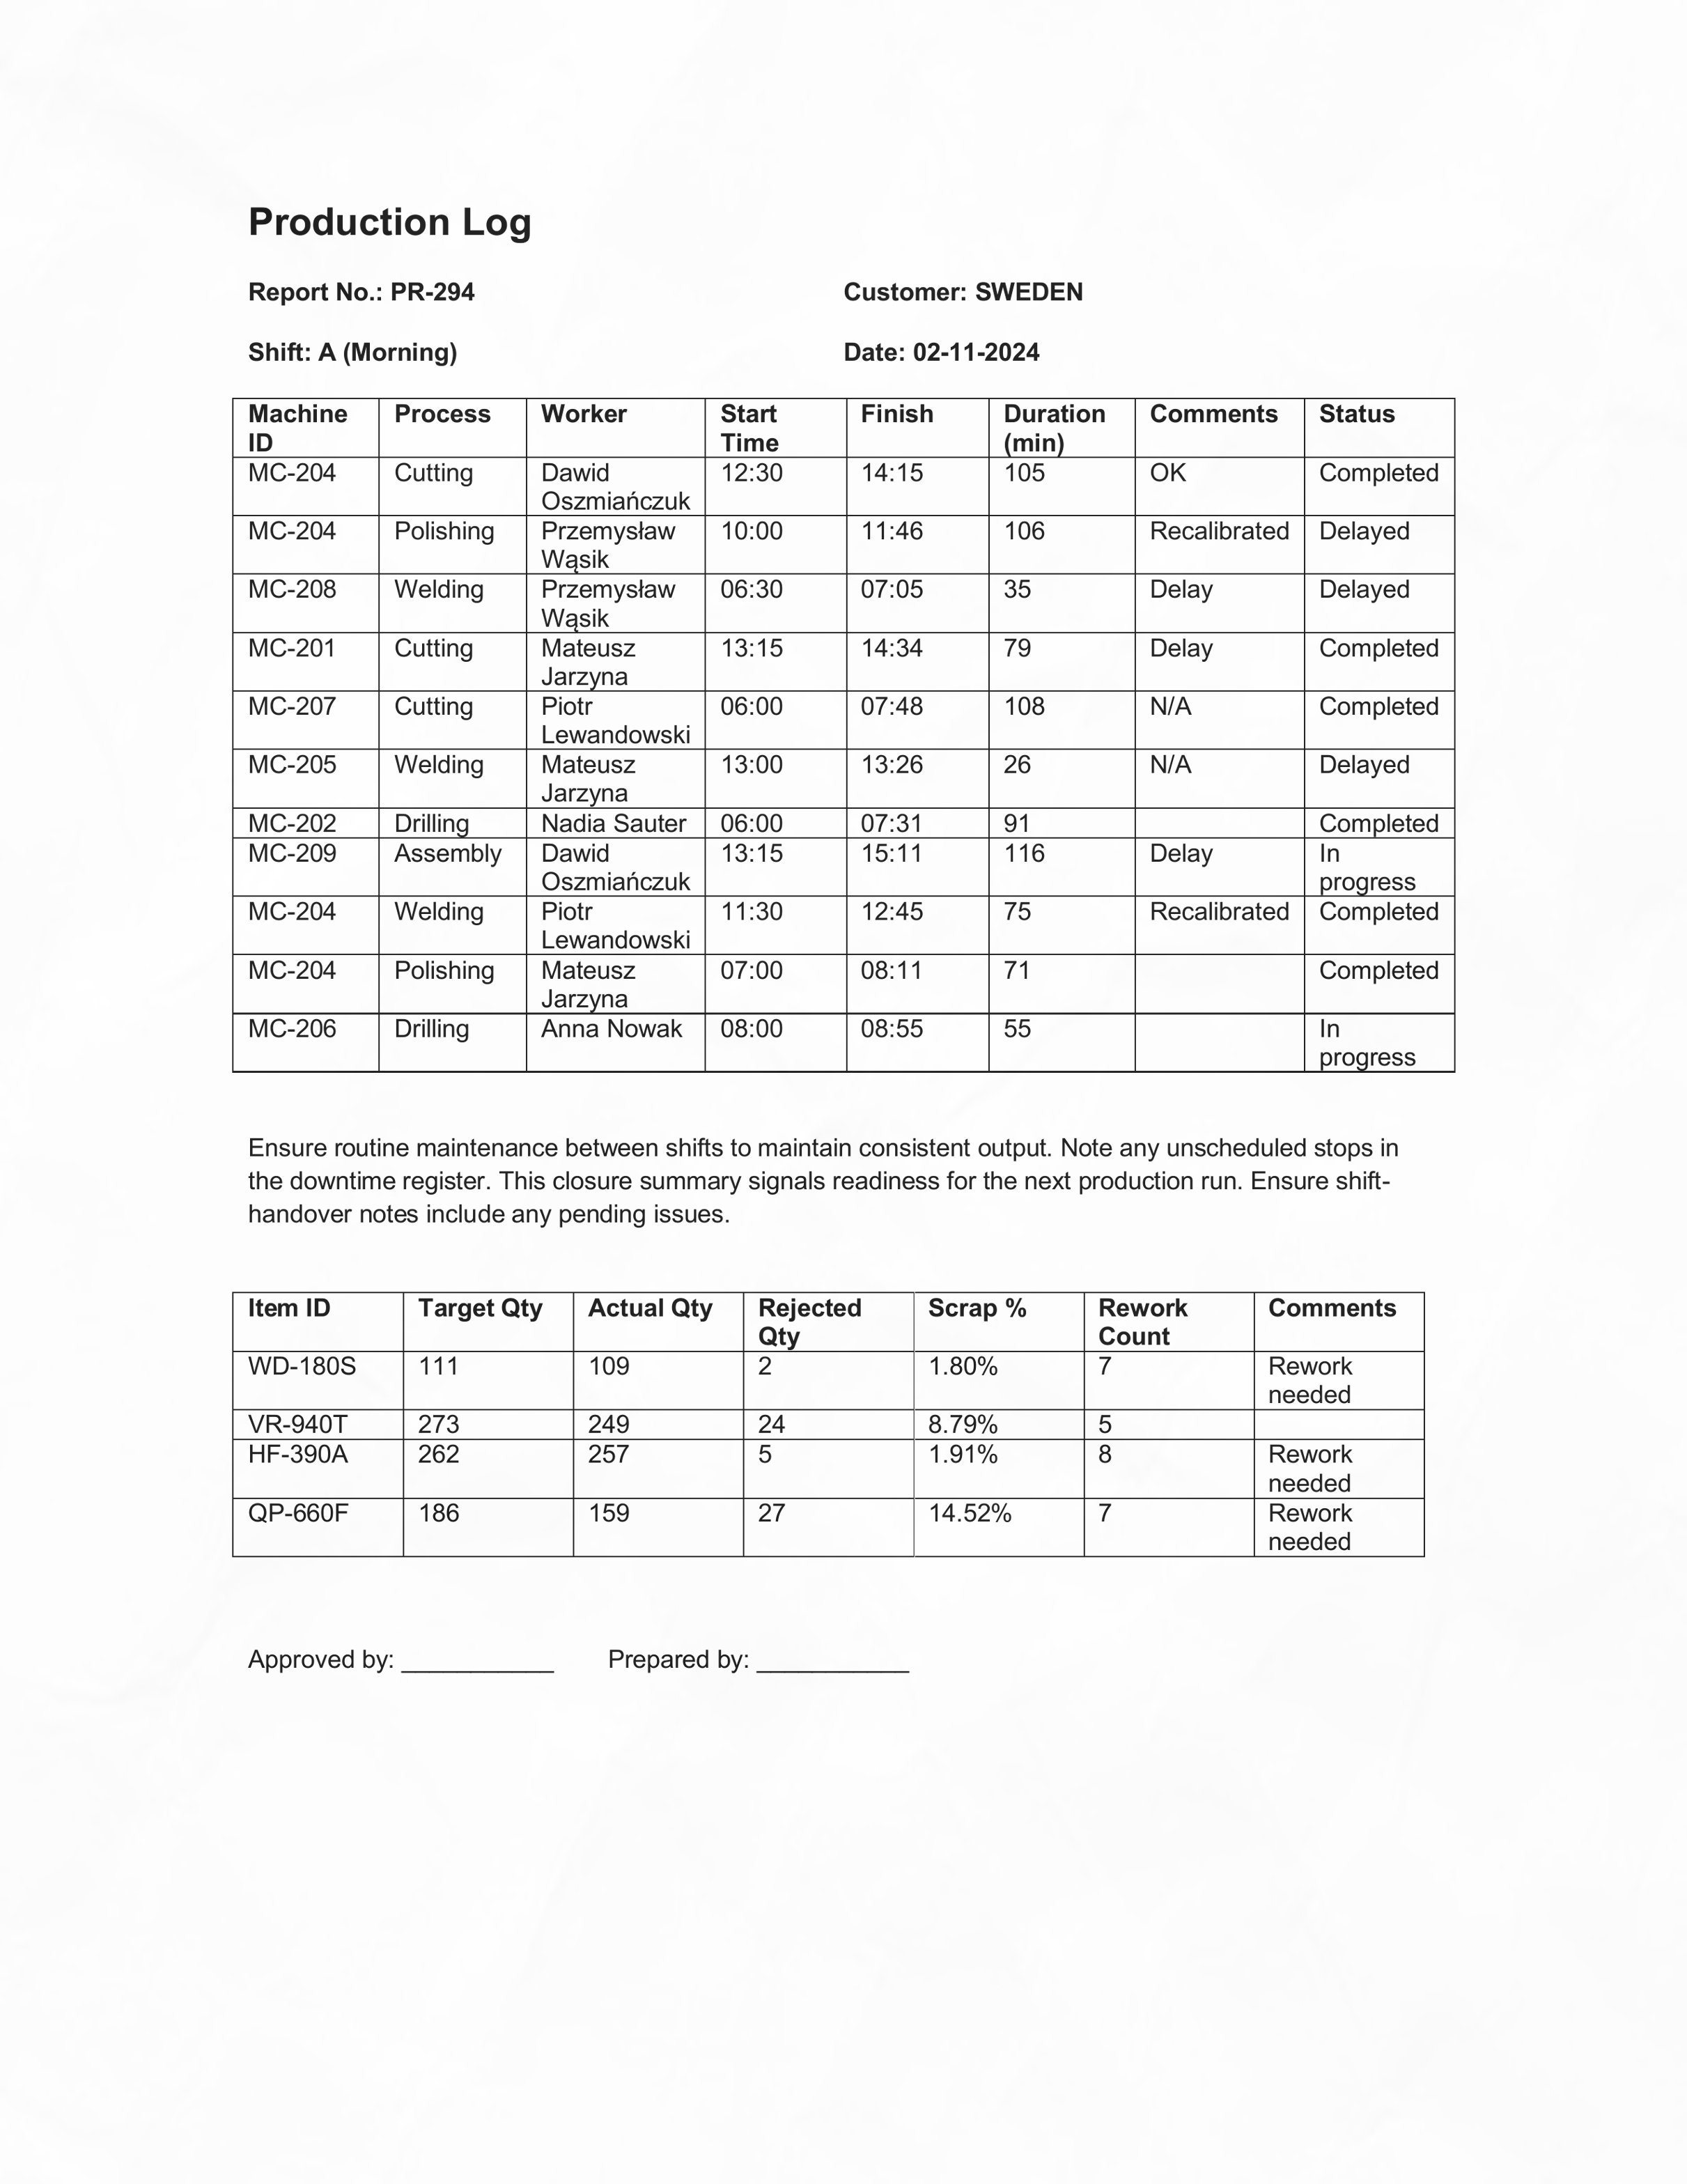 Production Log
Report No.: PR-294 Customer: SWEDEN
Shift: A (Morning) Date: 02-11-2024
Machine ID Process Worker Start Time Finish Duration (min) Comments Status
MC-204 Cutting Dawid Oszmiańczuk 12:30 14:15 105 OK Completed
MC-204 Polishing Przemysław Wąsik 10:00 11:46 106 Recalibrated Delayed
MC-208 Welding Przemysław Wąsik 06:30 07:05 35 Delay Delayed
MC-201 Cutting Mateusz Jarzyna 13:15 14:34 79 Delay Completed
MC-207 Cutting Piotr Lewandowski 06:00 07:48 108 N/A Completed
MC-205 Welding Mateusz Jarzyna 13:00 13:26 26 N/A Delayed
MC-202 Drilling Nadia Sauter 06:00 07:31 91 Completed
MC-209 Assembly Dawid Oszmiańczuk 13:15 15:11 116 Delay In progress
MC-204 Welding Piotr Lewandowski 11:30 12:45 75 Recalibrated Completed
MC-204 Polishing Mateusz Jarzyna 07:00 08:11 71 Completed
MC-206 Drilling Anna Nowak 08:00 08:55 55 In progress
Ensure routine maintenance between shifts to maintain consistent output. Note any unscheduled stops in
the downtime register. This closure summary signals readiness for the next production run. Ensure shift-
handover notes include any pending issues.
Item ID Target Qty Actual Qty Rejected Qty Scrap % Rework Count Comments
WD-180S 111 109 2 1.80% 7 Rework needed
VR-940T 273 249 24 8.79% 5
HF-390A 262 257 5 1.91% 8 Rework needed
QP-660F 186 159 27 14.52% 7 Rework needed
Approved by: ___________ Prepared by: ___________